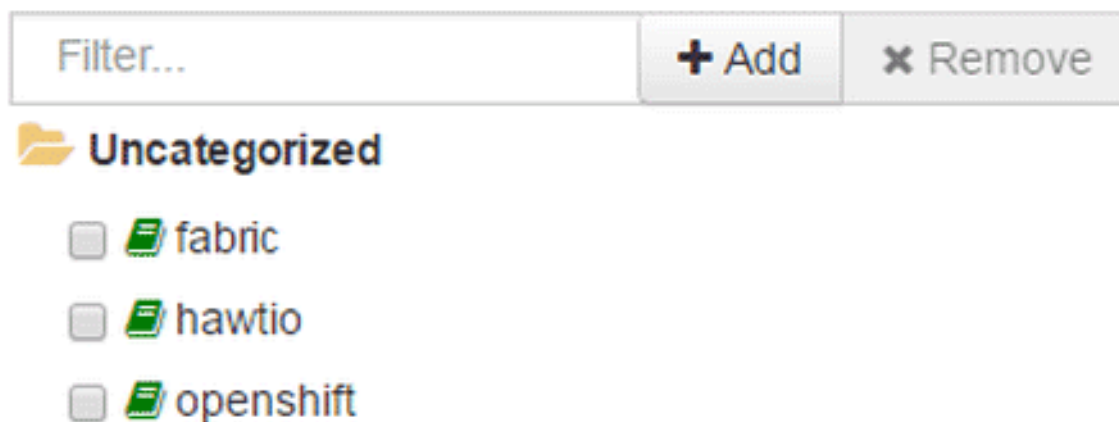 Filter... Add Remove
Uncategorized
fabric
hawtio
openshift